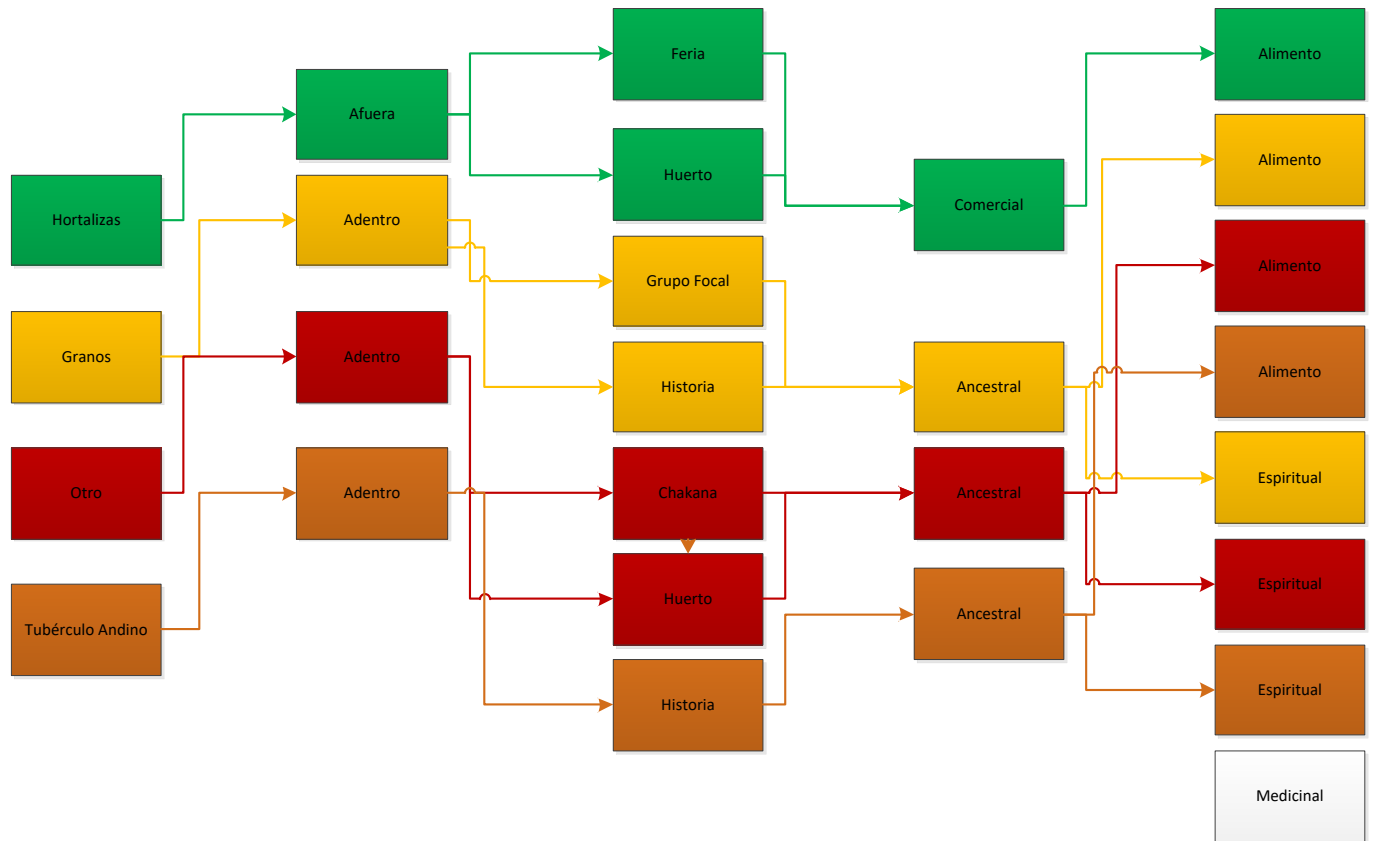 Hortalizas
Granos
Otro
Tubérculo Andino
Afuera
Adentro
Adentro
Adentro
Feria
Huerto
Grupo Focal
Historia
Chakana
Huerto
Historia
Comercial
Ancestral
Ancestral
Ancestral
Alimento
Alimento
Alimento
Alimento
Espiritual
Espiritual
Espiritual
Medicinal